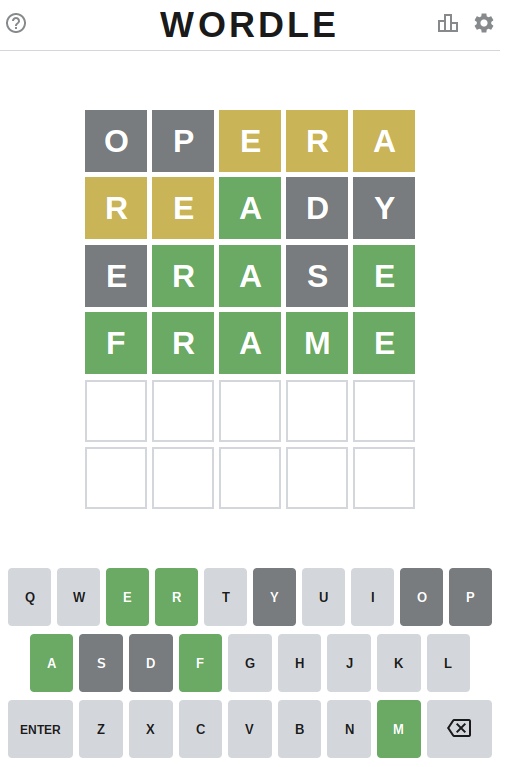 ?
WORDLE
O P E R A
R E A D Y
E R A S E
F R A M E
Q W E R T Y U I O P
A S D F G H J K L
ENTER Z X C V B N M